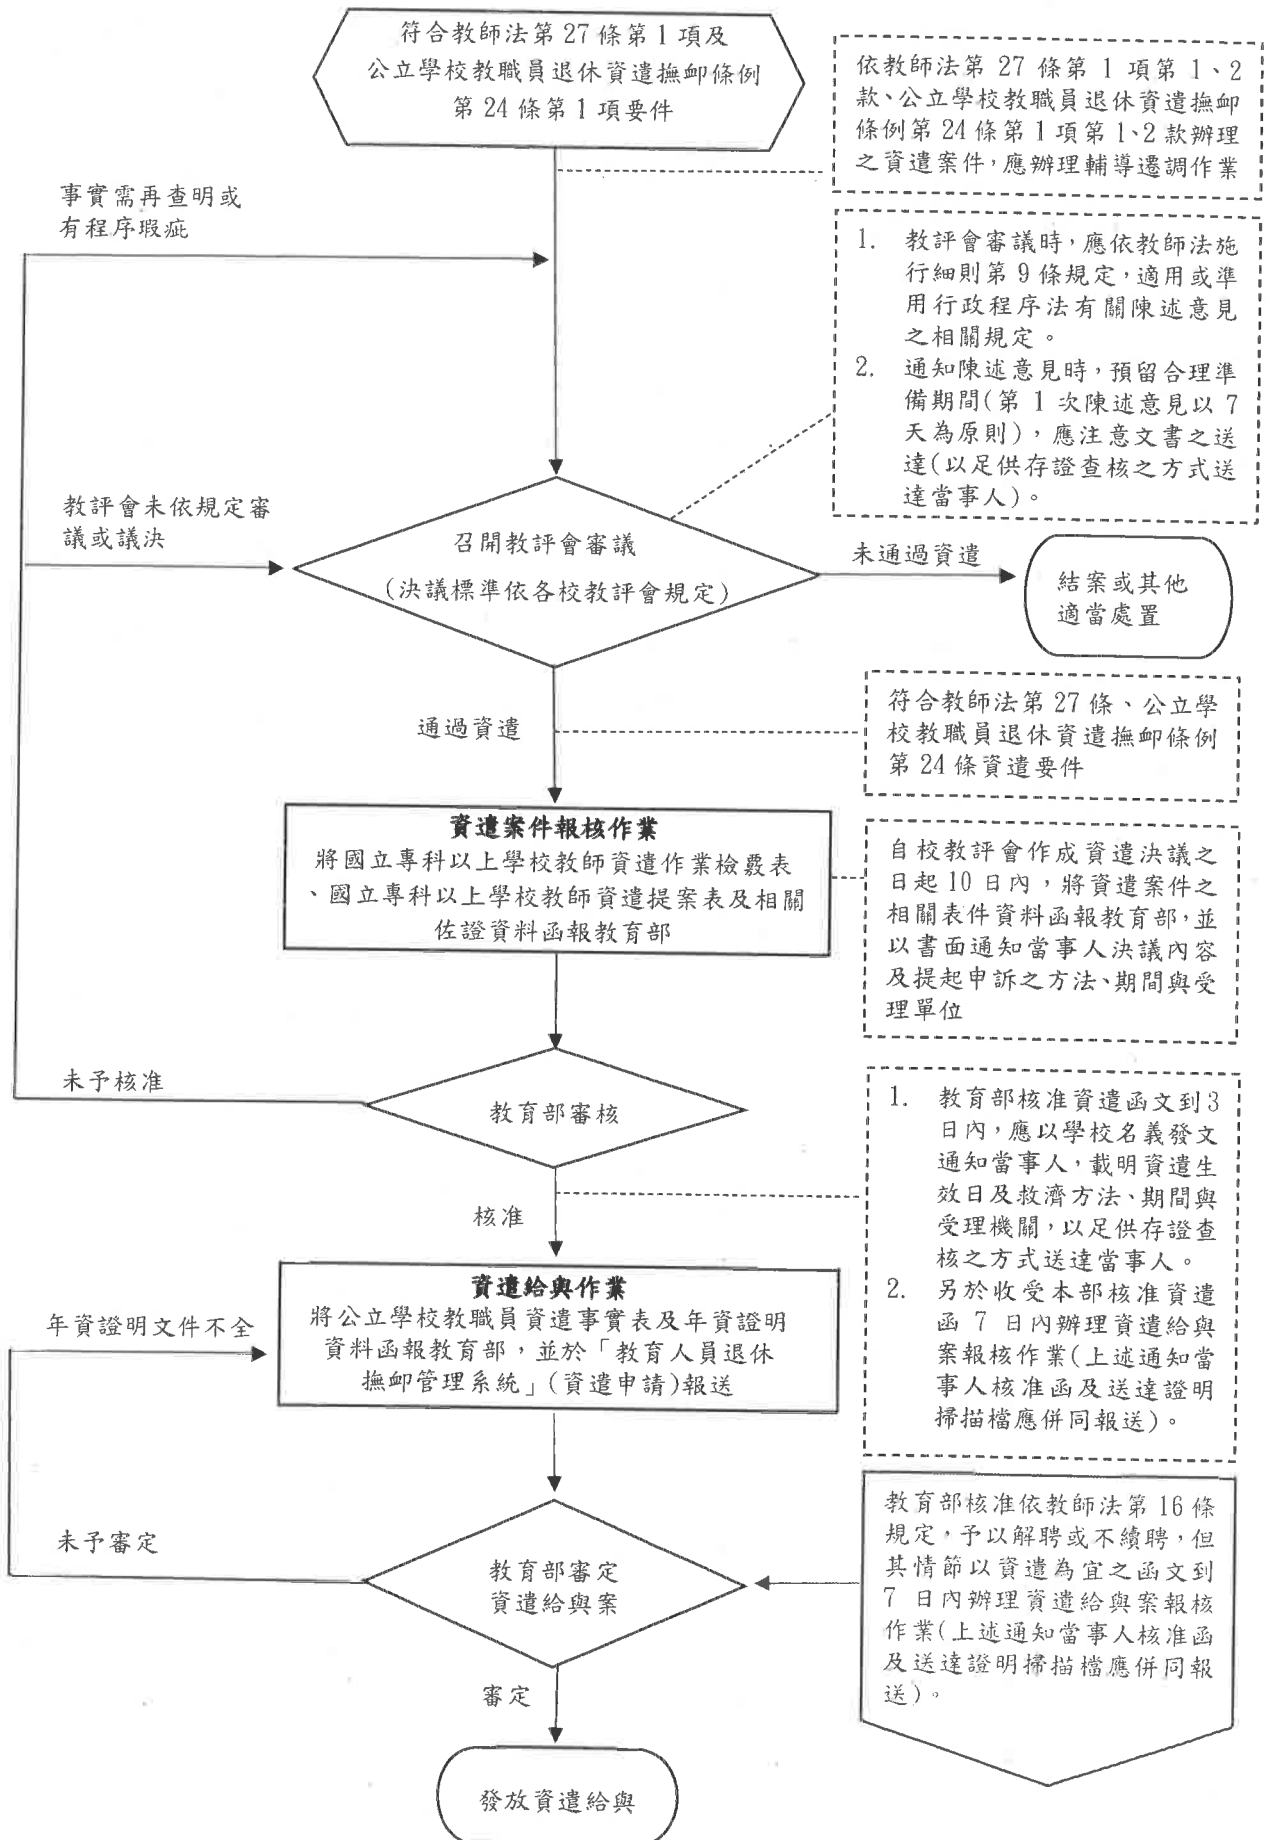 符合教師法第 27 條第 1 項及
公立學校教職員退休資遣撫卹條例
第 24 條第 1 項要件
依教師法第 27 條第 1 項第 1、2
款、公立學校教職員退休資遣撫卹
條例第 24 條第 1 項第 1、2 款辦理
之資遣案件，應辦理輔導遷調作業
事實需再查明或
有程序瑕疵
1. 教評會審議時，應依教師法施
行細則第 9 條規定，適用或準
用行政程序法有關陳述意見
之相關規定。
2. 通知陳述意見時，預留合理準
備期間(第 1 次陳述意見以 7
天為原則)，應注意文書之送
達(以足供存證查核之方式送
達當事人)。
教評會未依規定審
議或議決
召開教評會審議
(決議標準依各校教評會規定)
未通過資遣
結案或其他
適當處置
通過資遣
符合教師法第 27 條、公立學
校教職員退休資遣撫卹條例
第 24 條資遣要件
資遣案件報核作業
將國立專科以上學校教師資遣作業檢覈表
、國立專科以上學校教師資遣提案表及相關
佐證資料函報教育部
自校教評會作成資遣決議之
日起 10 日內，將資遣案件之
相關表件資料函報教育部，並
以書面通知當事人決議內容
及提起申訴之方法、期間與受
理單位
未予核准
教育部審核
1. 教育部核准資遣函文到 3
日內，應以學校名義發文
通知當事人，載明資遣生
效日及救濟方法、期間與
受理機關，以足供存證查
核之方式送達當事人。
2. 另於收受本部核准資遣
函 7 日內辦理資遣給與
案報核作業(上述通知當
事人核准函及送達證明
掃描檔應併同報送)。
核准
資遣給與作業
將公立學校教職員資遣事實表及年資證明
資料函報教育部，並於「教育人員退休
撫卹管理系統」(資遣申請)報送
年資證明文件不全
未予審定
教育部審定
資遣給與案
教育部核准依教師法第 16 條
規定，予以解聘或不續聘，但
其情節以資遣為宜之函文到
7 日內辦理資遣給與案報核
作業(上述通知當事人核准函
及送達證明掃描檔應併同報
送)。
審定
發放資遣給與